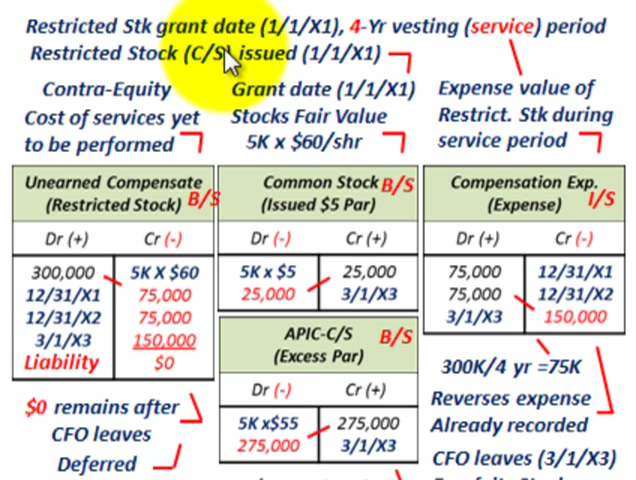 Restricted Stk grant date (1/1/X1), 4-Yr vesting (service) period
Restricted Stock (C/S) issued (1/1/X1)
Contra-Equity
Cost of services yet
to be performed
Grant date (1/1/X1)
Stocks Fair Value
5K x $60/shr
Expense value of
Restrict. Stk during
service period
Unearned Compensate
(Restricted Stock) B/S
Dr (+) Cr (-)
300,000 5K X $60
12/31/X1 75,000
12/31/X2 75,000
3/1/X3 150,000
Liability $0
$0 remains after
CFO leaves
Deferred
Common Stock B/S
(Issued $5 Par)
Dr (-) Cr (+)
5K x $5 25,000
25,000 3/1/X3
APIC-C/S B/S
(Excess Par)
Dr (-) Cr (+)
5K x$55 275,000
275,000 3/1/X3
Compensation Exp.
(Expense) I/S
Dr (+) Cr (-)
75,000 12/31/X1
75,000 12/31/X2
3/1/X3 150,000
300K/4 yr =75K
Reverses expense
Already recorded
CFO leaves (3/1/X3)